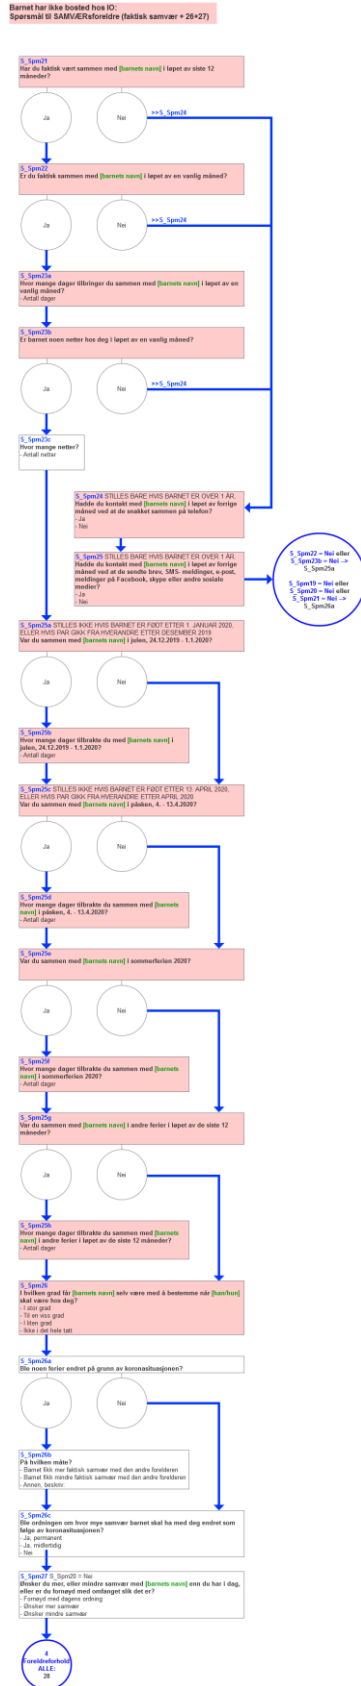 Barnet har ikke bosted hos IO:
Spørsmål til SAMVÆRsforeldre (faktisk samvær + 26+27)
S_Spm21
Har du faktisk vært sammen med [barnets navn] i løpet av siste 12
måneder?
Ja
Nei
>>S_Spm24
S_Spm22
Er du faktisk sammen med [barnets navn] i løpet av en vanlig måned?
Ja
Nei
>>S_Spm24
S_Spm23a
Hvor mange dager tilbringer du sammen med [barnets navn] i løpet av en
vanlig måned?
- Antall dager
S_Spm23b
Er barnet noen netter hos deg i løpet av en vanlig måned?
Ja
Nei
>>S_Spm24
S_Spm23c
Hvor mange netter?
- Antall netter
S_Spm24 STILLES BARE HVIS BARNET ER OVER 1 ÅR.
Hadde du kontakt med [barnets navn] i løpet av forrige
måned ved at de snakket sammen på telefon?
- Ja
- Nei
S_Spm25 STILLES BARE HVIS BARNET ER OVER 1 ÅR.
Hadde du kontakt med [barnets navn] i løpet av forrige
måned ved at de sendte brev, SMS- meldinger, e-post,
meldinger på Facebook, skype eller andre sosiale
medier?
- Ja
- Nei
S_Spm22 = Nei eller
S_Spm23b = Nei -->
S_Spm25a
S_Spm19 = Nei eller
S_Spm20 = Nei eller
S_Spm21 = Nei -->
S_Spm26a
S_Spm25a STILLES IKKE HVIS BARNET ER FØDT ETTER 1. JANUAR 2020,
ELLER HVIS PAR GIKK FRA HVERANDRE ETTER DESEMBER 2019
Var du sammen med [barnets navn] i julen, 24.12.2019 - 1.1.2020?
Ja
Nei
S_Spm25b
Hvor mange dager tilbrakte du med [barnets navn] i
julen, 24.12.2019 - 1.1.2020?
- Antall dager
S_Spm25c STILLES IKKE HVIS BARNET ER FØDT ETTER 13. APRIL 2020,
ELLER HVIS PAR GIKK FRA HVERANDRE ETTER APRIL 2020
Var du sammen med [barnets navn] i påsken, 4. - 13.4.2020?
Ja
Nei
S_Spm25d
Hvor mange dager tilbrakte du sammen med [barnets
navn] i påsken, 4. - 13.4.2020?
- Antall dager
S_Spm25e
Var du sammen med [barnets navn] i sommerferien 2020?
Ja
Nei
S_Spm25f
Hvor mange dager tilbrakte du sammen med [barnets
navn] i sommerferien 2020?
- Antall dager
S_Spm25g
Var du sammen med [barnets navn] i andre ferier i løpet av de siste 12
måneder?
Ja
Nei
S_Spm25h
Hvor mange dager tilbrakte du sammen med [barnets
navn] i andre ferier i løpet av de siste 12 måneder?
- Antall dager
S_Spm26
I hvilken grad får [barnets navn] selv være med å bestemme når [han/hun]
skal være hos deg?
- I stor grad
- Til en viss grad
- I liten grad
- Ikke i det hele tatt
S_Spm26a
Ble noen ferier endret på grunn av koronasituasjonen?
Ja
Nei
S_Spm26b
På hvilken måte?
- Barnet fikk mer faktisk samvær med den andre forelderen
- Barnet fikk mindre faktisk samvær med den andre forelderen
- Annen, beskriv:
S_Spm26c
Ble ordningen om hvor mye samvær barnet skal ha med deg endret som
følge av koronasituasjonen?
- Ja, permanent
- Ja, midlertidig
- Nei
S_Spm27 S_Spm20 = Nei
Ønsker du mer, eller mindre samvær med [barnets navn] enn du har i dag,
eller er du fornøyd med omfanget slik det er?
- Fornøyd med dagens ordning
- Ønsker mer samvær
- Ønsker mindre samvær
4
Foreldreforhold
ALLE:
28